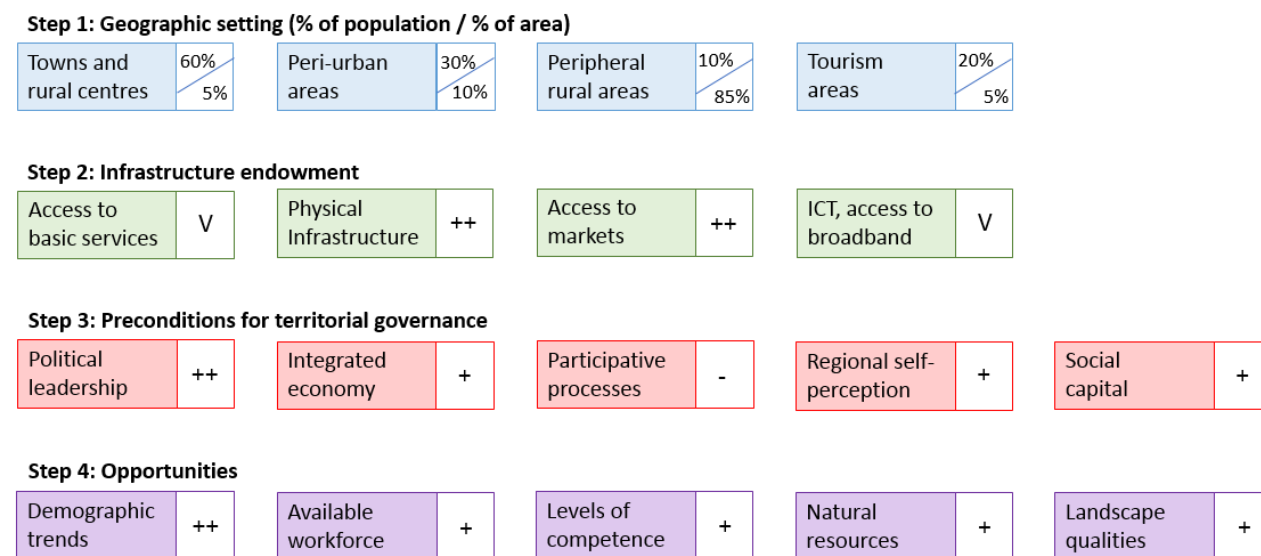 Step 1: Geographic setting (% of population / % of area)
Towns and rural centres 60% 5%
Peri-urban areas 30% 10%
Peripheral rural areas 10% 85%
Tourism areas 20% 5%
Step 2: Infrastructure endowment
Access to basic services V
Physical Infrastructure ++
Access to markets ++
ICT, access to broadband V
Step 3: Preconditions for territorial governance
Political leadership ++
Integrated economy +
Participative processes -
Regional self-perception +
Social capital +
Step 4: Opportunities
Demographic trends ++
Available workforce +
Levels of competence +
Natural resources +
Landscape qualities +